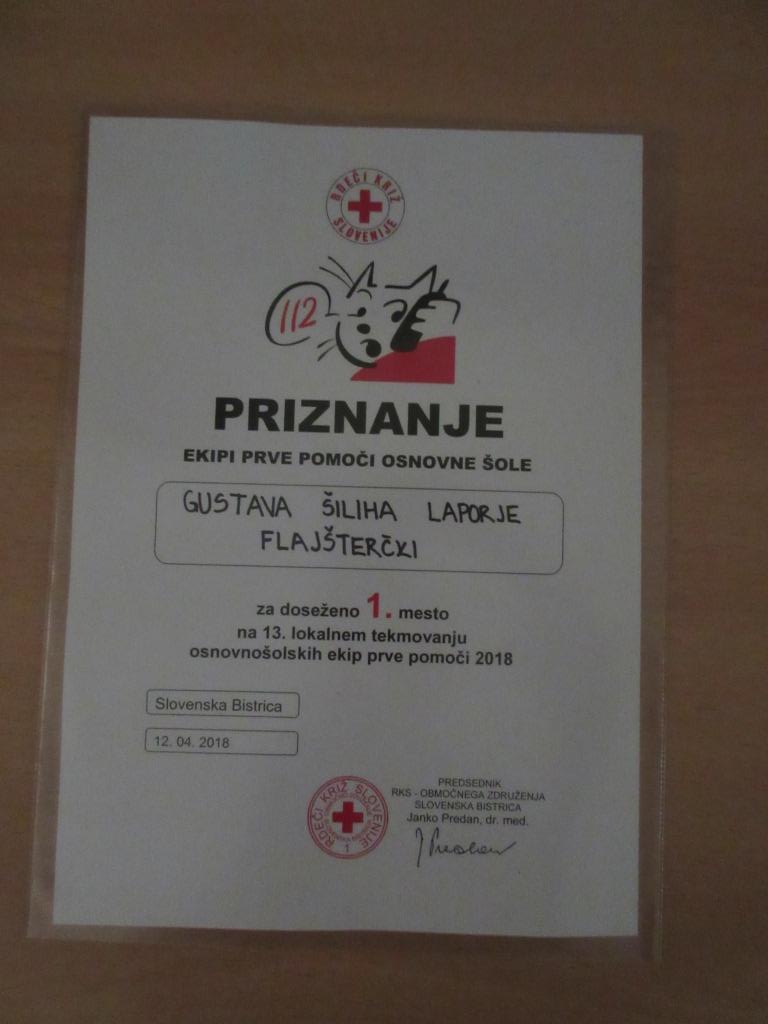 RDEČI KRIŽ
SLOVENIJE
112
PRIZNANJE
EKIPI PRVE POMOČI OSNOVNE ŠOLE
GUSTAVA ŠILIHA LAPORJE
FLAJŠTERČKI
za doseženo 1. mesto
na 13. lokalnem tekmovanju
osnovnošolskih ekip prve pomoči 2018
Slovenska Bistrica
12. 04. 2018
RDEČI KRIŽ SLOVENIJE
1
PREDSEDNIK
RKS - OBMOČNEGA ZDRUŽENJA
SLOVENSKA BISTRICA
Janko Predan, dr. med.